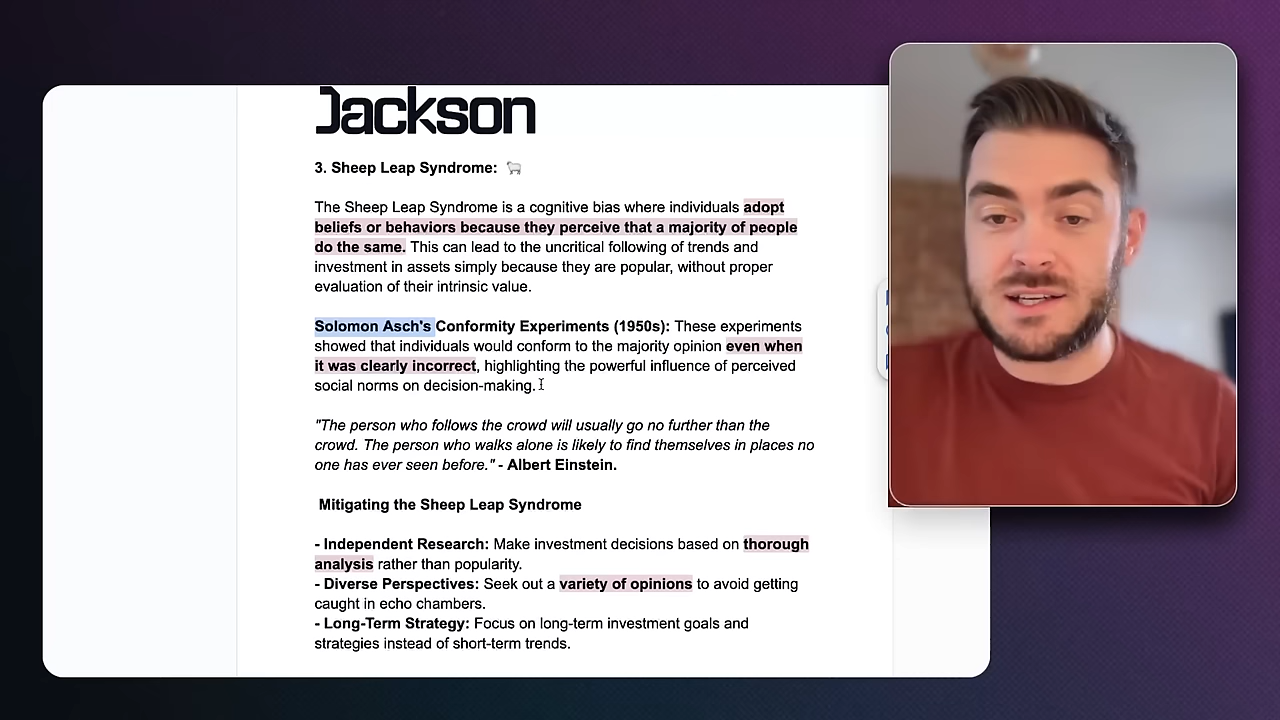 Jackson
3. Sheep Leap Syndrome: 🐑
The Sheep Leap Syndrome is a cognitive bias where individuals adopt
beliefs or behaviors because they perceive that a majority of people
do the same. This can lead to the uncritical following of trends and
investment in assets simply because they are popular, without proper
evaluation of their intrinsic value.
Solomon Asch's Conformity Experiments (1950s): These experiments
showed that individuals would conform to the majority opinion even when
it was clearly incorrect, highlighting the powerful influence of perceived
social norms on decision-making.
"The person who follows the crowd will usually go no further than the
crowd. The person who walks alone is likely to find themselves in places no
one has ever seen before." - Albert Einstein.
Mitigating the Sheep Leap Syndrome
- Independent Research: Make investment decisions based on thorough
analysis rather than popularity.
- Diverse Perspectives: Seek out a variety of opinions to avoid getting
caught in echo chambers.
- Long-Term Strategy: Focus on long-term investment goals and
strategies instead of short-term trends.